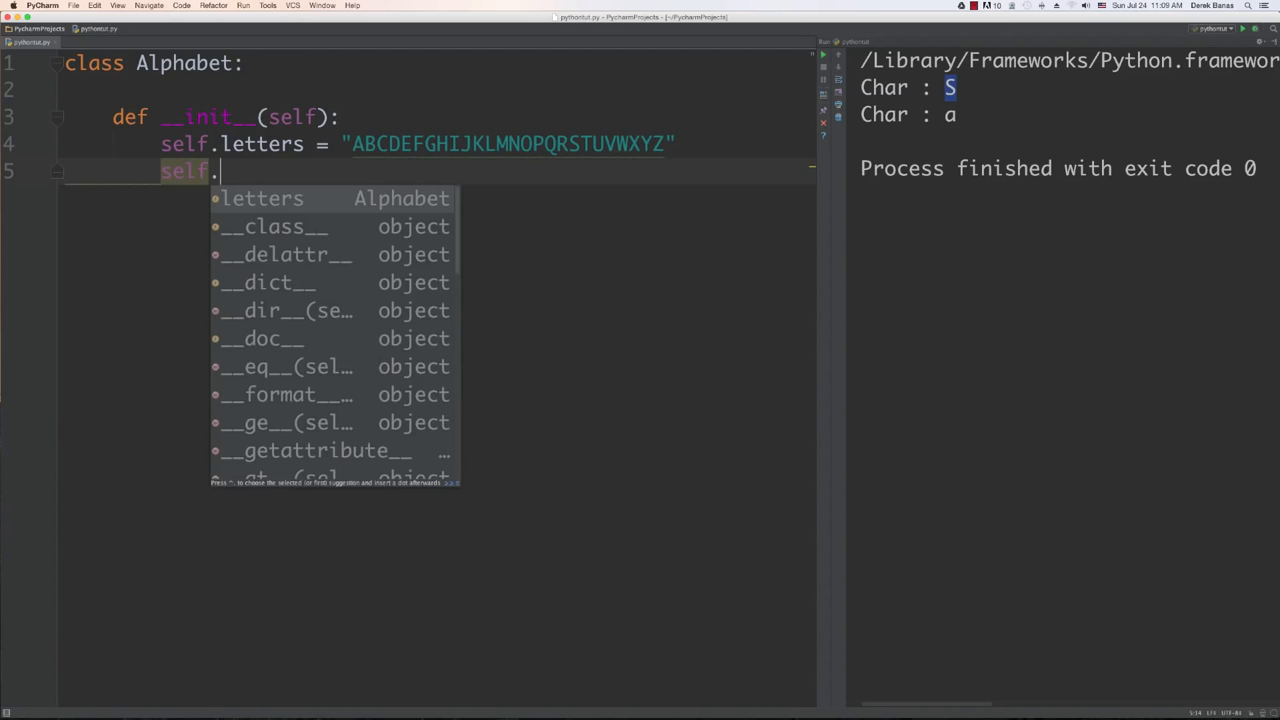 PyCharm File Edit View Navigate Code Refactor Run Tools VCS Window Help 10 Sun Jul 24 11:09 AM Derek Banas
pythontut.py - PycharmProjects - [~/PycharmProjects]
PycharmProjects pythontut.py pythontut
pythontut.py
Run: pythontut
1 class Alphabet:
2
3 def __init__(self):
4 self.letters = "ABCDEFGHIJKLMNOPQRSTUVWXYZ"
5 self.
letters Alphabet
__class__ object
__delattr__ object
__dict__ object
__dir__(se… object
__doc__ object
__eq__(sel… object
__format__… object
__ge__(sel… object
__getattribute__ …
__gt__(sel… object
Press ^. to choose the selected (or first) suggestion and insert a dot afterwards >>
/Library/Frameworks/Python.framewor
Char : S
Char : a
Process finished with exit code 0
5:14 LF≠ UTF-8≠